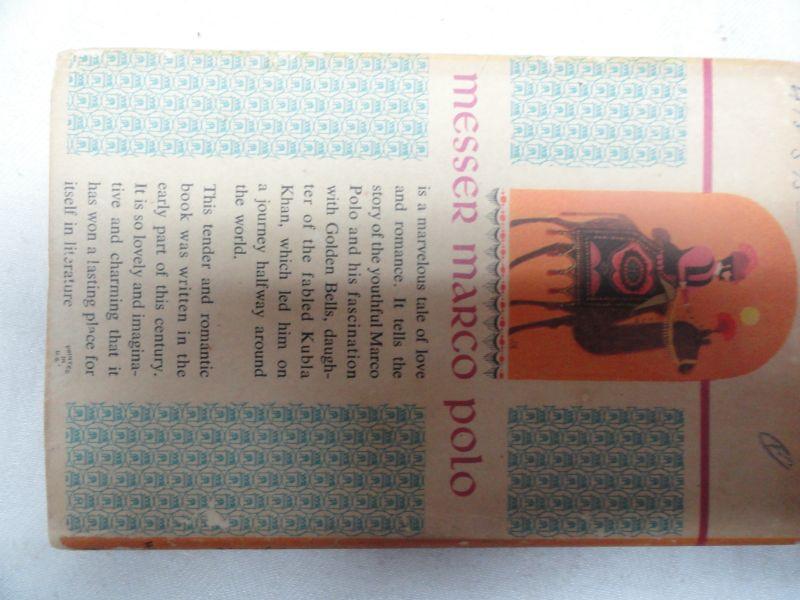 messer marco polo
is a marvelous tale of love
and romance. It tells the
story of the youthful Marco
Polo and his fascination
with Golden Bells, daugh-
ter of the fabled Kubla
Khan, which led him on
a journey halfway around
the world.
This tender and romantic
book was written in the
early part of this century.
It is so lovely and imagina-
tive and charming that it
has won a lasting place for
itself in literature
PRINTED
IN